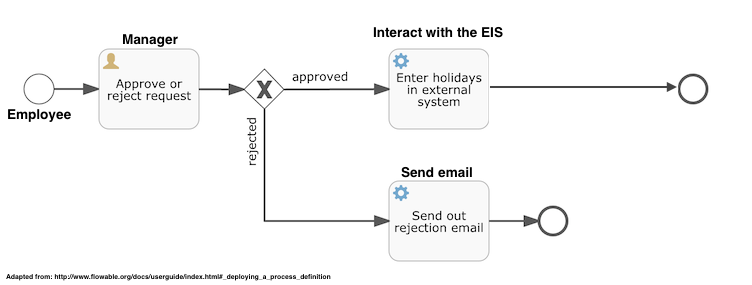 Manager
Interact with the EIS
Approve or
reject request
approved
Enter holidays
in external
system
Employee
rejected
Send email
Send out
rejection email
Adapted from: http://www.flowable.org/docs/userguide/index.html#_deploying_a_process_definition